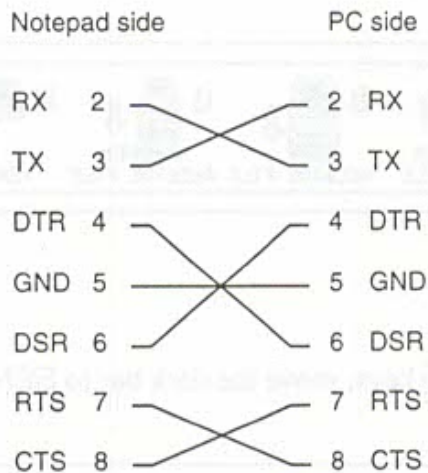 Notepad side PC side
RX 2 2 RX
TX 3 3 TX
DTR 4 4 DTR
GND 5 5 GND
DSR 6 6 DSR
RTS 7 7 RTS
CTS 8 8 CTS